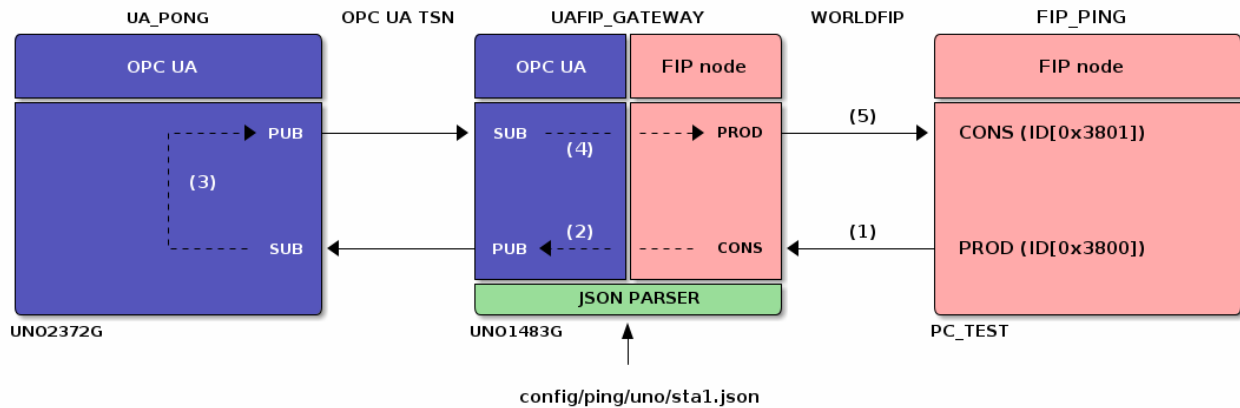 UA_PONG
OPC UA TSN
UAFIP_GATEWAY
WORLDFIP
FIP_PING
OPC UA
OPC UA
FIP node
FIP node
PUB
SUB
(4)
PROD
(5)
CONS (ID[0x3801])
(3)
SUB
PUB
(2)
CONS
(1)
PROD (ID[0x3800])
JSON PARSER
UNO2372G
UNO1483G
PC_TEST
config/ping/uno/sta1.json